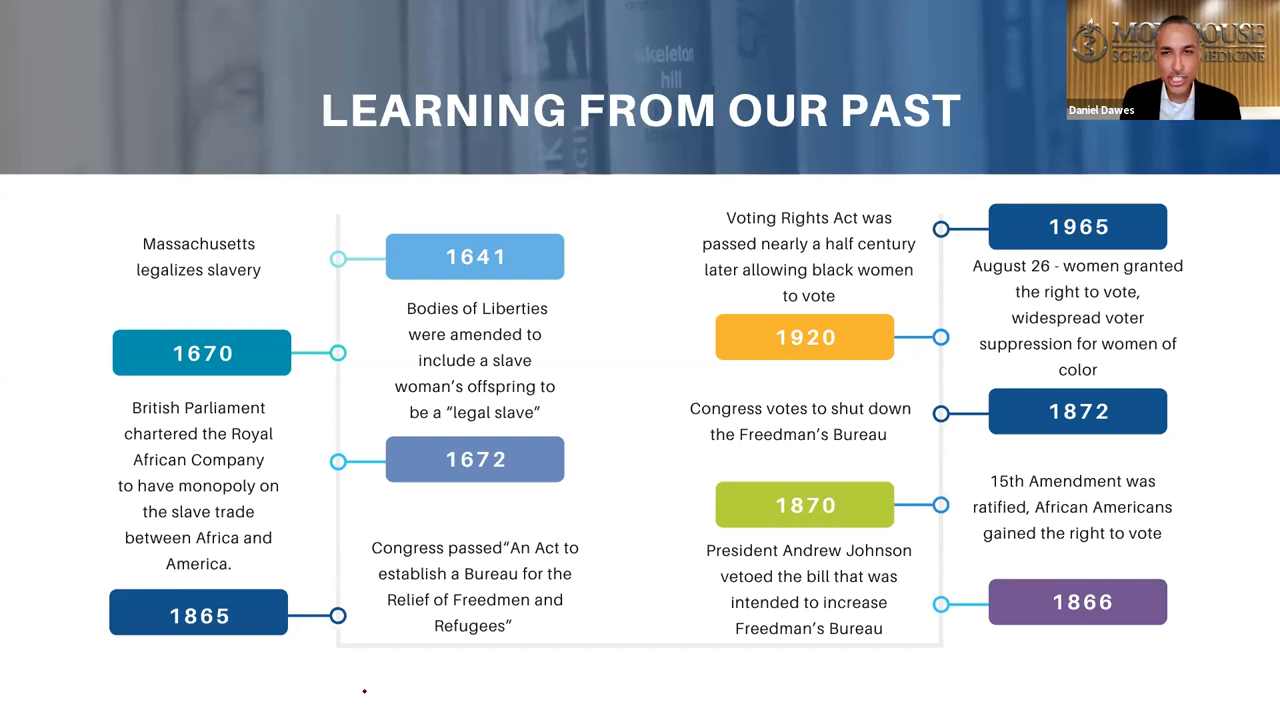 skeleton
hill
LEARNING FROM OUR PAST
SCHOOL OF MEDICINE
Daniel Dawes
Massachusetts
legalizes slavery
1641
1670
Bodies of Liberties
were amended to
include a slave
woman's offspring to
be a "legal slave"
British Parliament
chartered the Royal
African Company
to have monopoly on
the slave trade
between Africa and
America.
1672
1865
Congress passed"An Act to
establish a Bureau for the
Relief of Freedmen and
Refugees"
Voting Rights Act was
passed nearly a half century
later allowing black women
to vote
1965
1920
August 26 - women granted
the right to vote,
widespread voter
suppression for women of
color
Congress votes to shut down
the Freedman's Bureau
1872
1870
15th Amendment was
ratified, African Americans
gained the right to vote
President Andrew Johnson
vetoed the bill that was
intended to increase
Freedman's Bureau
1866